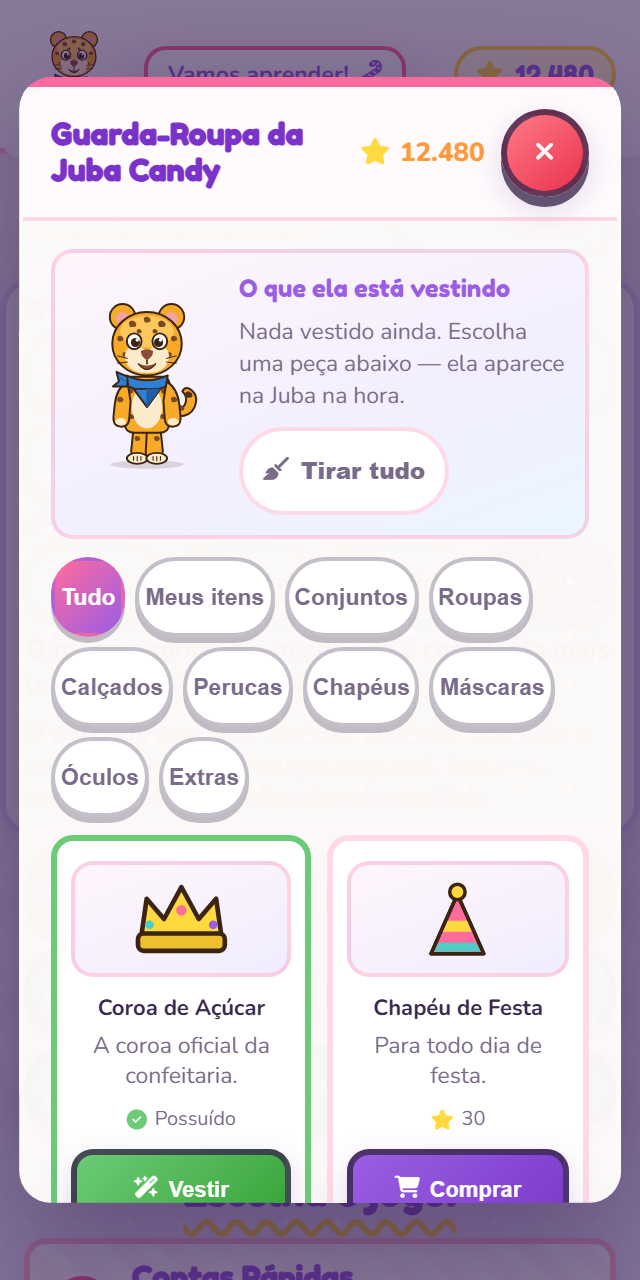 Vamos aprender!
12.480
Guarda-Roupa da
Juba Candy
12.480
O que ela está vestindo
Nada vestido ainda. Escolha
uma peça abaixo — ela aparece
na Juba na hora.
Tirar tudo
Tudo
Meus itens
Conjuntos
Roupas
Calçados
Perucas
Chapéus
Máscaras
Óculos
Extras
Coroa de Açúcar
A coroa oficial da
confeitaria.
Possuído
Vestir
Chapéu de Festa
Para todo dia de
festa.
30
Comprar
Contas Rápidas